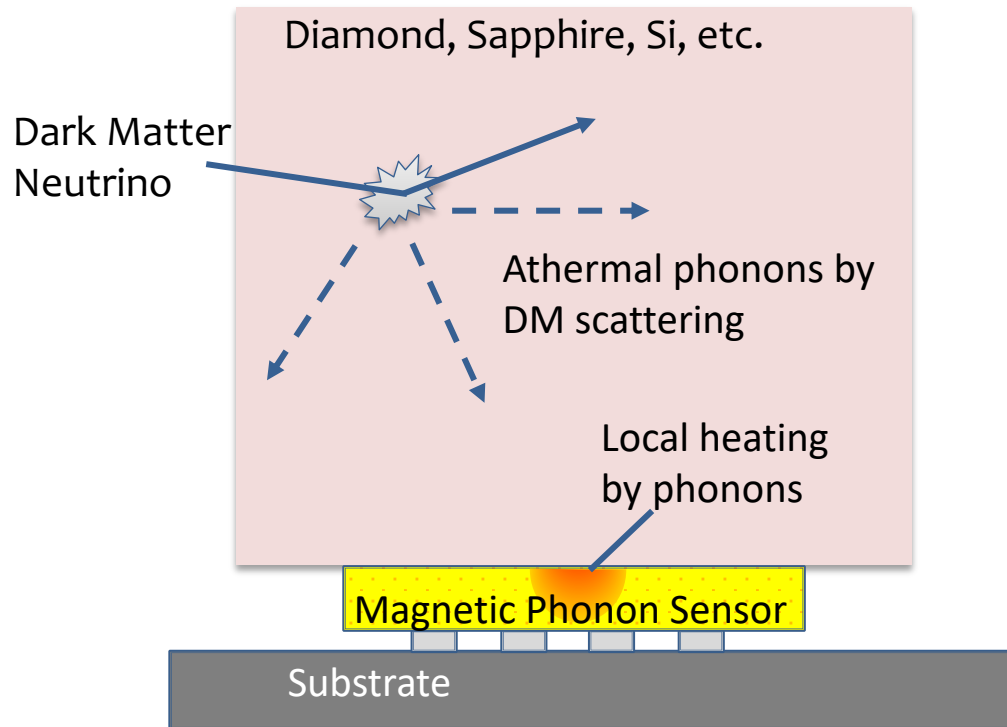 Diamond, Sapphire, Si, etc.
Dark Matter
Neutrino
Athermal phonons by
DM scattering
Local heating
by phonons
Magnetic Phonon Sensor
Substrate